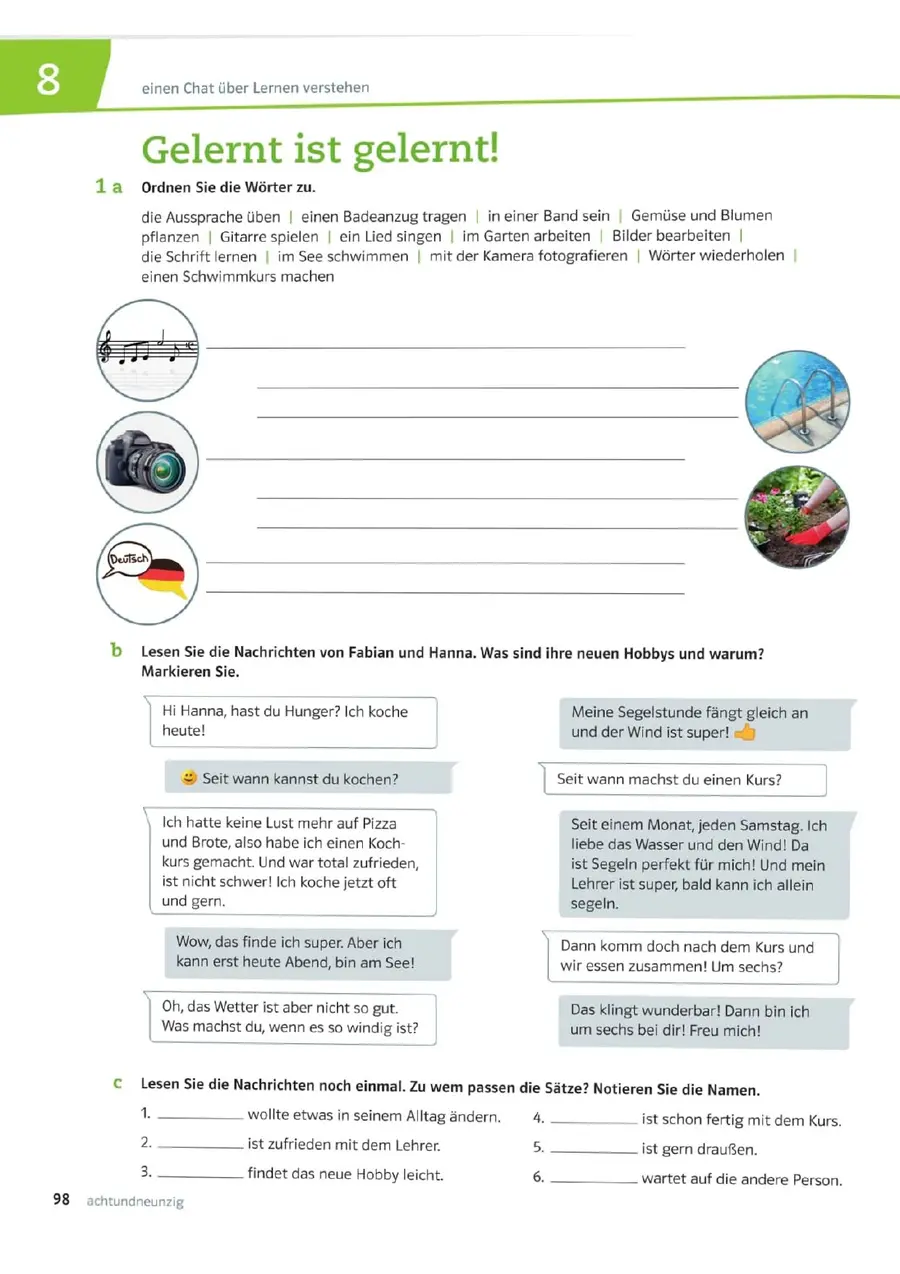 8
einen Chat über Lernen verstehen
Gelernt ist gelernt!
1 a Ordnen Sie die Wörter zu.
die Aussprache üben | einen Badeanzug tragen | in einer Band sein | Gemüse und Blumen
pflanzen | Gitarre spielen | ein Lied singen | im Garten arbeiten | Bilder bearbeiten |
die Schrift lernen | im See schwimmen | mit der Kamera fotografieren | Wörter wiederholen |
einen Schwimmkurs machen
Deutsch
b Lesen Sie die Nachrichten von Fabian und Hanna. Was sind ihre neuen Hobbys und warum?
Markieren Sie.
Hi Hanna, hast du Hunger? Ich koche
heute!
Seit wann kannst du kochen?
Ich hatte keine Lust mehr auf Pizza
und Brote, also habe ich einen Koch-
kurs gemacht. Und war total zufrieden,
ist nicht schwer! Ich koche jetzt oft
und gern.
Wow, das finde ich super. Aber ich
kann erst heute Abend, bin am See!
Oh, das Wetter ist aber nicht so gut.
Was machst du, wenn es so windig ist?
Meine Segelstunde fängt gleich an
und der Wind ist super!
Seit wann machst du einen Kurs?
Seit einem Monat, jeden Samstag. Ich
liebe das Wasser und den Wind! Da
ist Segeln perfekt für mich! Und mein
Lehrer ist super, bald kann ich allein
segeln.
Dann komm doch nach dem Kurs und
wir essen zusammen! Um sechs?
Das klingt wunderbar! Dann bin ich
um sechs bei dir! Freu mich!
c Lesen Sie die Nachrichten noch einmal. Zu wem passen die Sätze? Notieren Sie die Namen.
1. ___________ wollte etwas in seinem Alltag ändern.
2. ___________ ist zufrieden mit dem Lehrer.
3. ___________ findet das neue Hobby leicht.
4. ___________ ist schon fertig mit dem Kurs.
5. ___________ ist gern draußen.
6. ___________ wartet auf die andere Person.
98 achtundneunzig